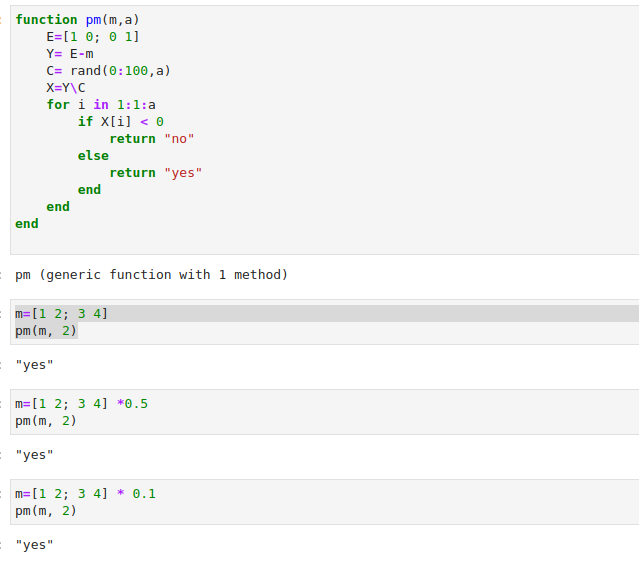 function pm(m,a)
    E=[1 0; 0 1]
    Y= E-m
    C= rand(0:100,a)
    X=Y\C
    for i in 1:1:a
        if X[i] < 0
            return "no"
        else
            return "yes"
        end
    end
end
pm (generic function with 1 method)
m=[1 2; 3 4]
pm(m, 2)
"yes"
m=[1 2; 3 4] *0.5
pm(m, 2)
"yes"
m=[1 2; 3 4] * 0.1
pm(m, 2)
"yes"